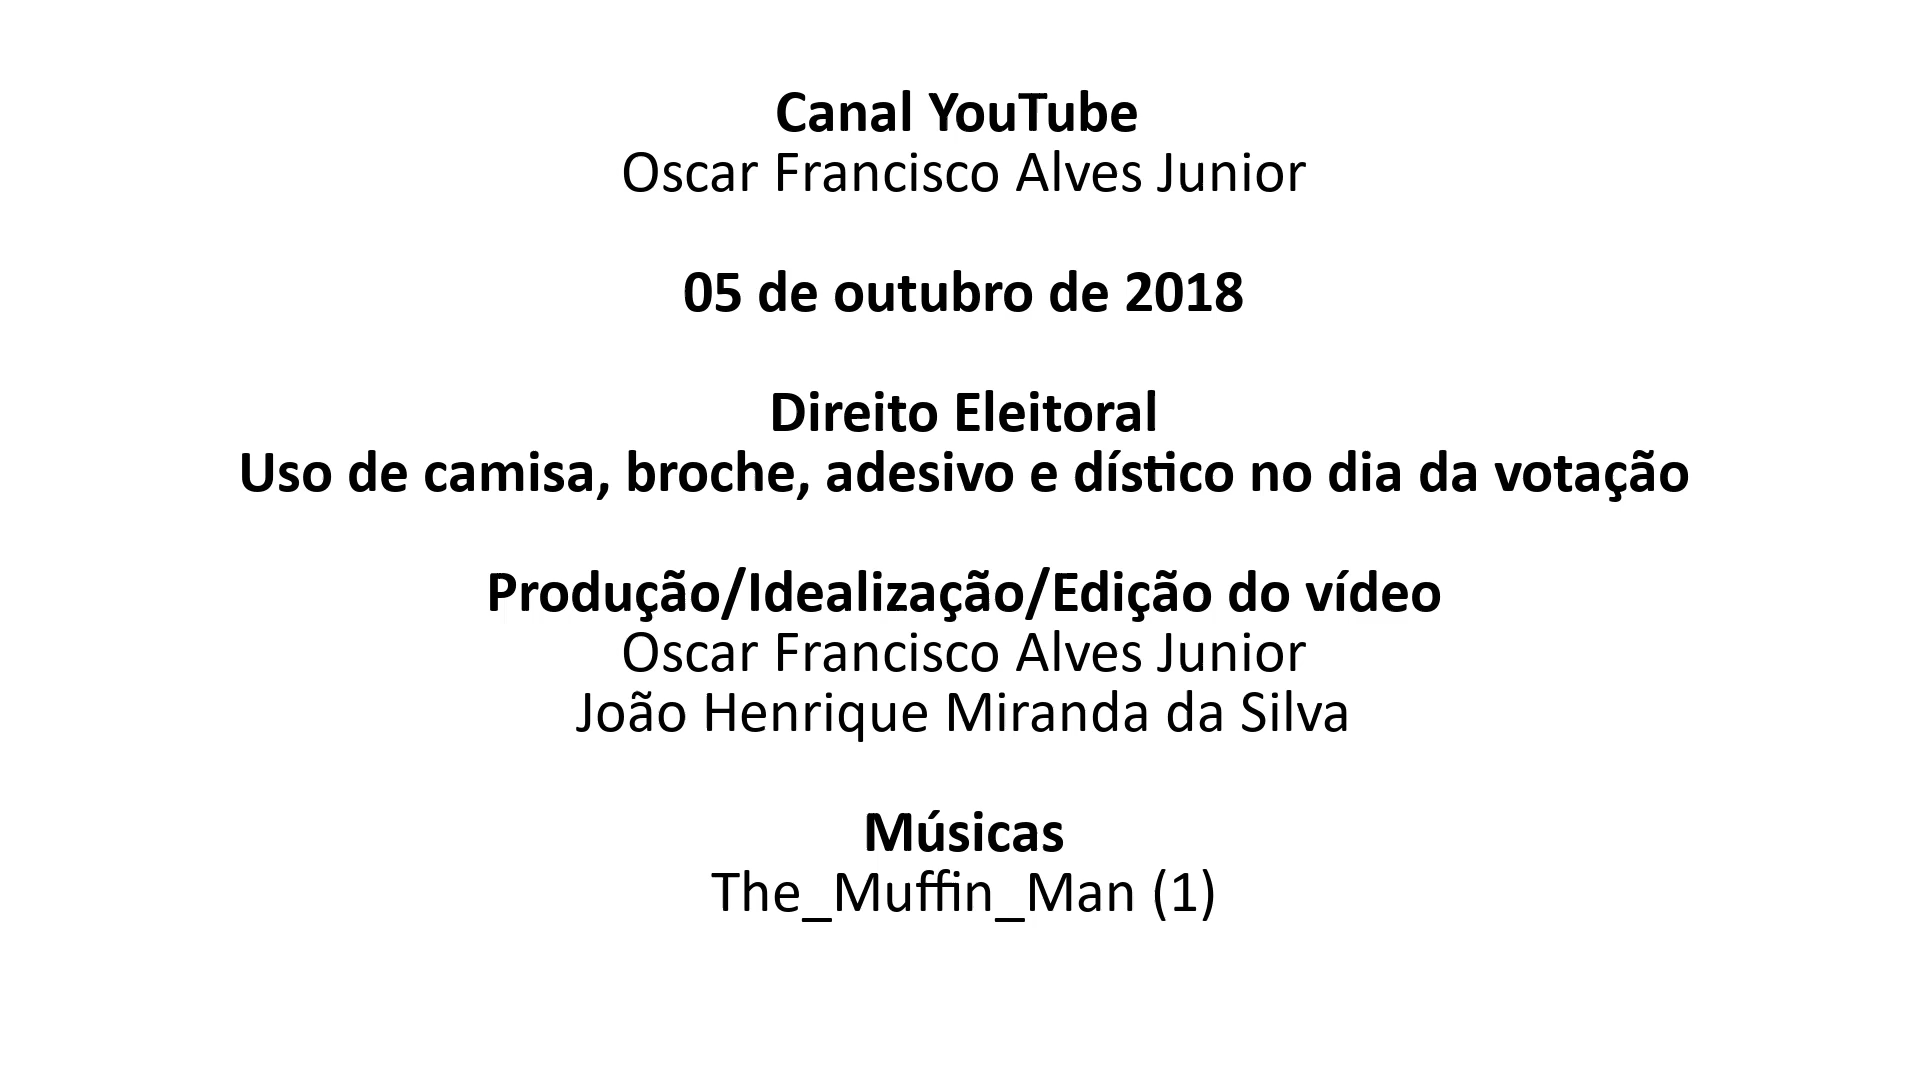 Canal YouTube
Oscar Francisco Alves Junior
05 de outubro de 2018
Direito Eleitoral
Uso de camisa, broche, adesivo e dístico no dia da votação
Produção/Idealização/Edição do vídeo
Oscar Francisco Alves Junior
João Henrique Miranda da Silva
Músicas
The_Muffin_Man (1)